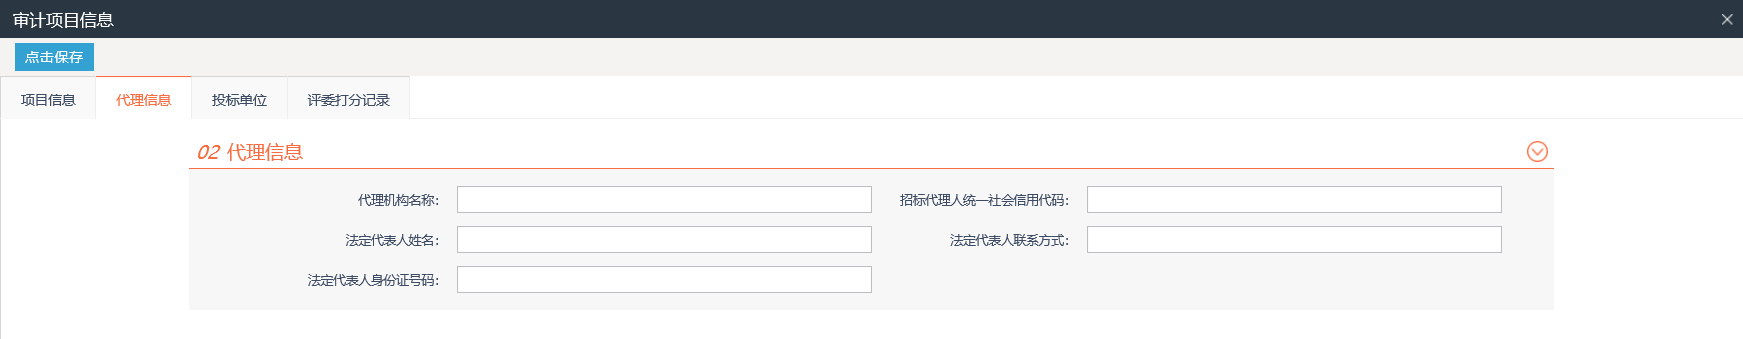 审计项目信息
点击保存
项目信息 代理信息 投标单位 评委打分记录
02 代理信息
代理机构名称: 招标代理人统一社会信用代码:
法定代表人姓名: 法定代表人联系方式:
法定代表人身份证号码: